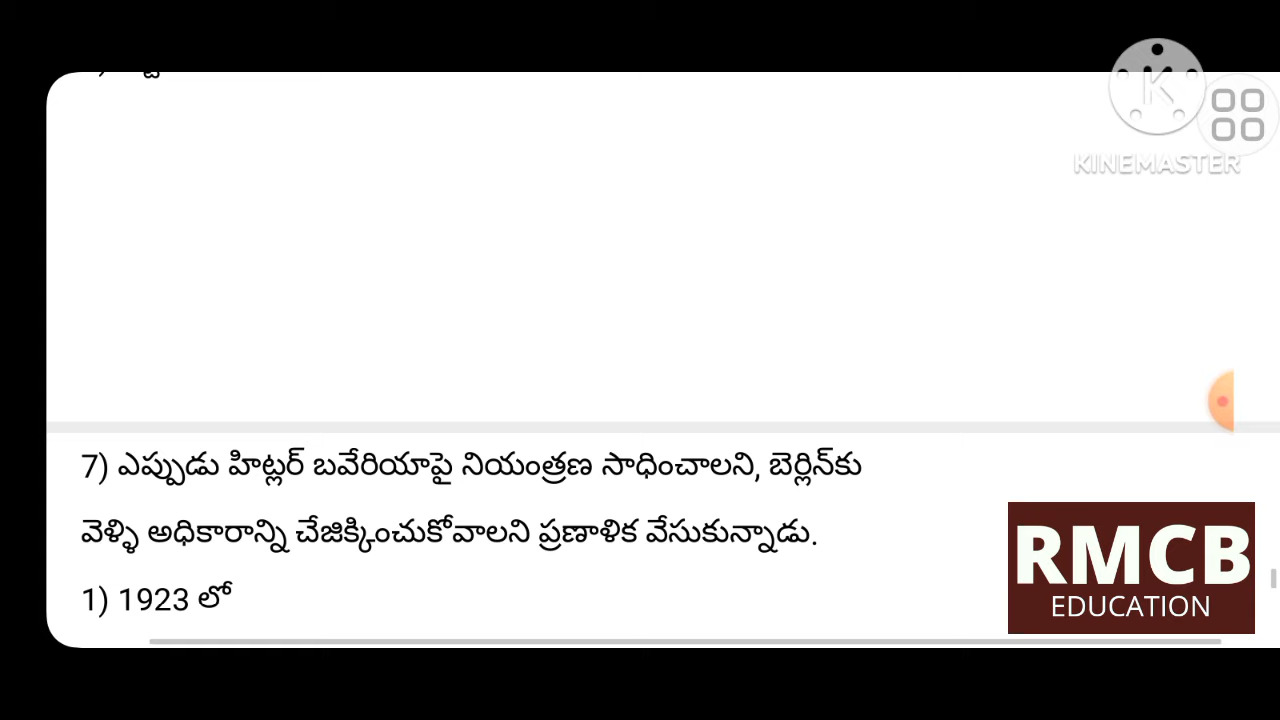 KINEMASTER
7) ఎప్పుడు హిట్లర్ బవేరియాపై నియంత్రణ సాధించాలని, బెర్లిన్‌కు
వెళ్ళి అధికారాన్ని చేజిక్కించుకోవాలని ప్రణాళిక వేసుకున్నాడు.
1) 1923 లో
RMCB
EDUCATION